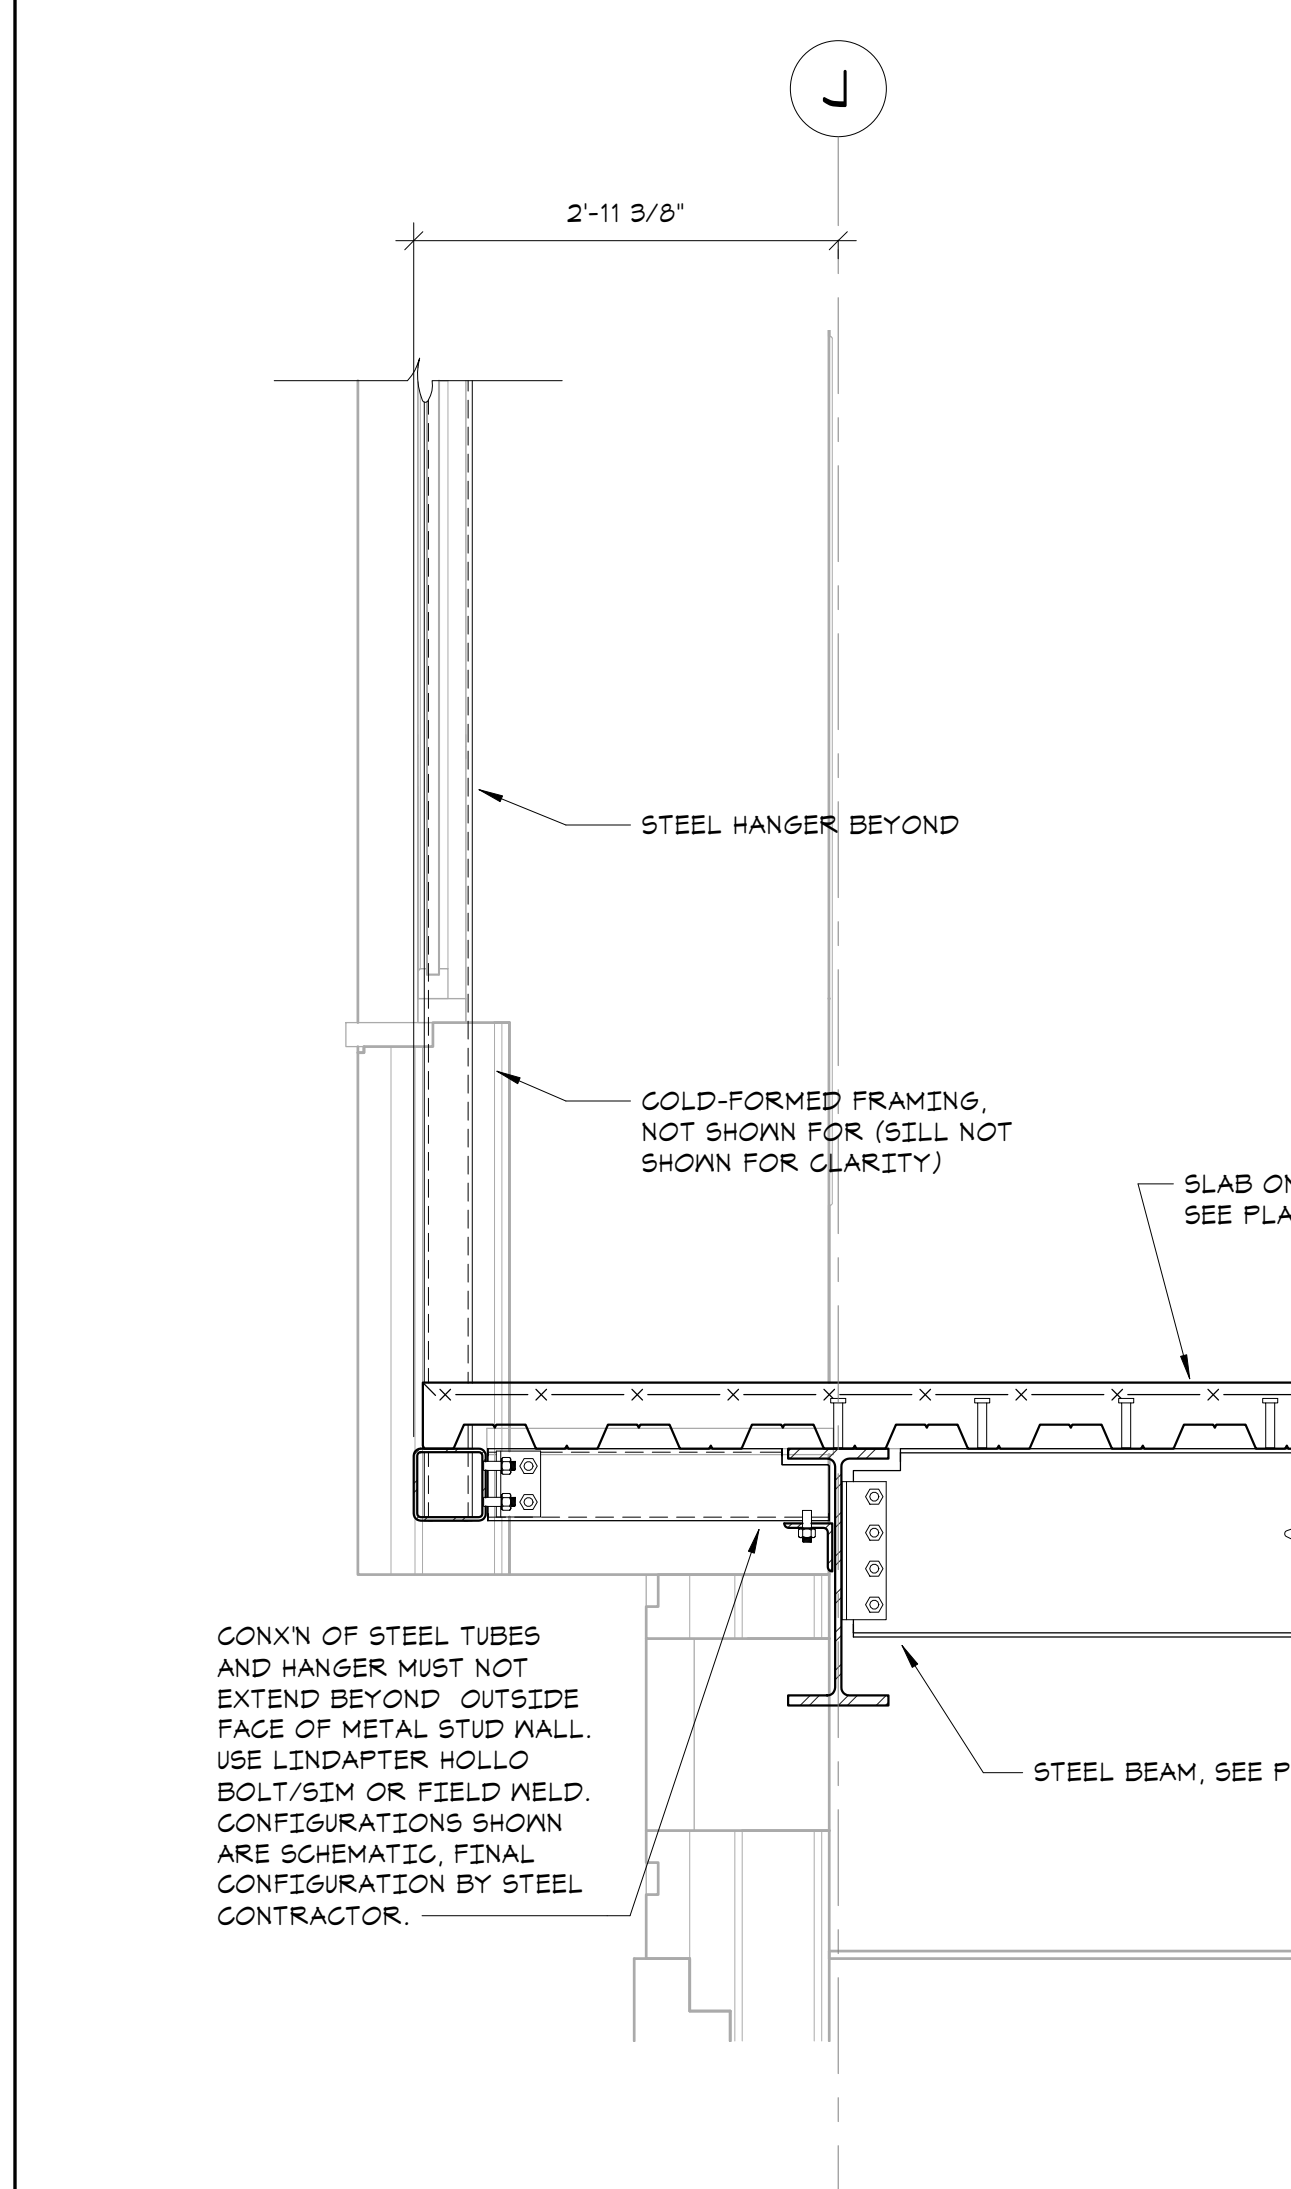 J
2'-11 3/8"
STEEL HANGER BEYOND
COLD-FORMED FRAMING,
NOT SHOWN FOR (SILL NOT
SHOWN FOR CLARITY)
SLAB ON
SEE PLA
CONX'N OF STEEL TUBES
AND HANGER MUST NOT
EXTEND BEYOND OUTSIDE
FACE OF METAL STUD WALL.
USE LINDAPTER HOLLO
BOLT/SIM OR FIELD WELD.
CONFIGURATIONS SHOWN
ARE SCHEMATIC, FINAL
CONFIGURATION BY STEEL
CONTRACTOR.
STEEL BEAM, SEE P